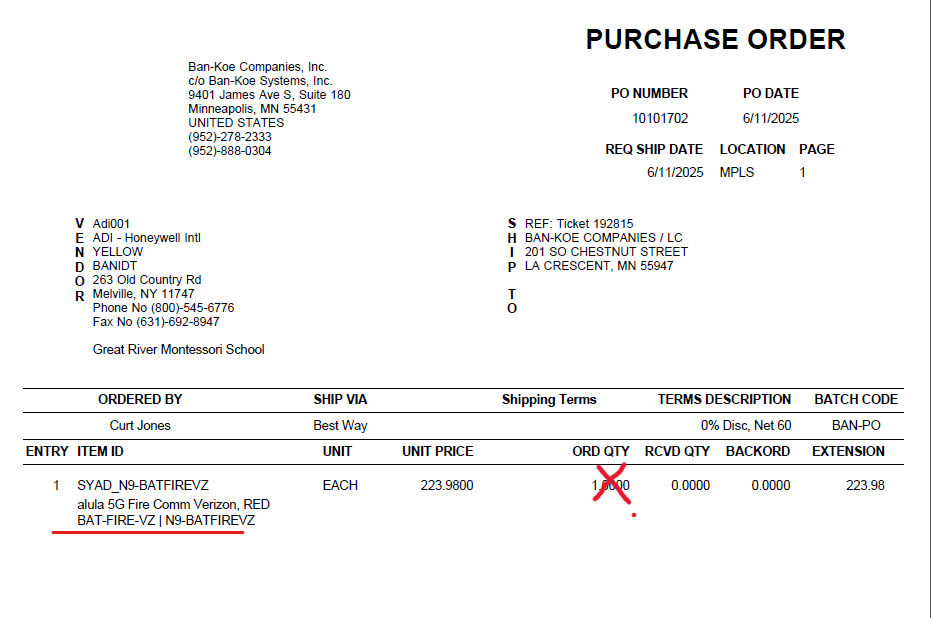 PURCHASE ORDER
Ban-Koe Companies, Inc.
c/o Ban-Koe Systems, Inc.
9401 James Ave S, Suite 180
Minneapolis, MN 55431
UNITED STATES
(952)-278-2333
(952)-888-0304
PO NUMBER PO DATE
10101702 6/11/2025
REQ SHIP DATE LOCATION PAGE
6/11/2025 MPLS 1
VENDOR
Adi001
ADI - Honeywell Intl
YELLOW
BANIDT
263 Old Country Rd
Melville, NY 11747
Phone No (800)-545-6776
Fax No (631)-692-8947
Great River Montessori School
SHIP TO
REF: Ticket 192815
BAN-KOE COMPANIES / LC
201 SO CHESTNUT STREET
LA CRESCENT, MN 55947
ORDERED BY SHIP VIA Shipping Terms TERMS DESCRIPTION BATCH CODE
Curt Jones Best Way 0% Disc, Net 60 BAN-PO
ENTRY ITEM ID UNIT UNIT PRICE ORD QTY RCVD QTY BACKORD EXTENSION
1 SYAD_N9-BATFIREVZ EACH 223.9800 1.0000 0.0000 0.0000 223.98
alula 5G Fire Comm Verizon, RED
BAT-FIRE-VZ | N9-BATFIREVZ